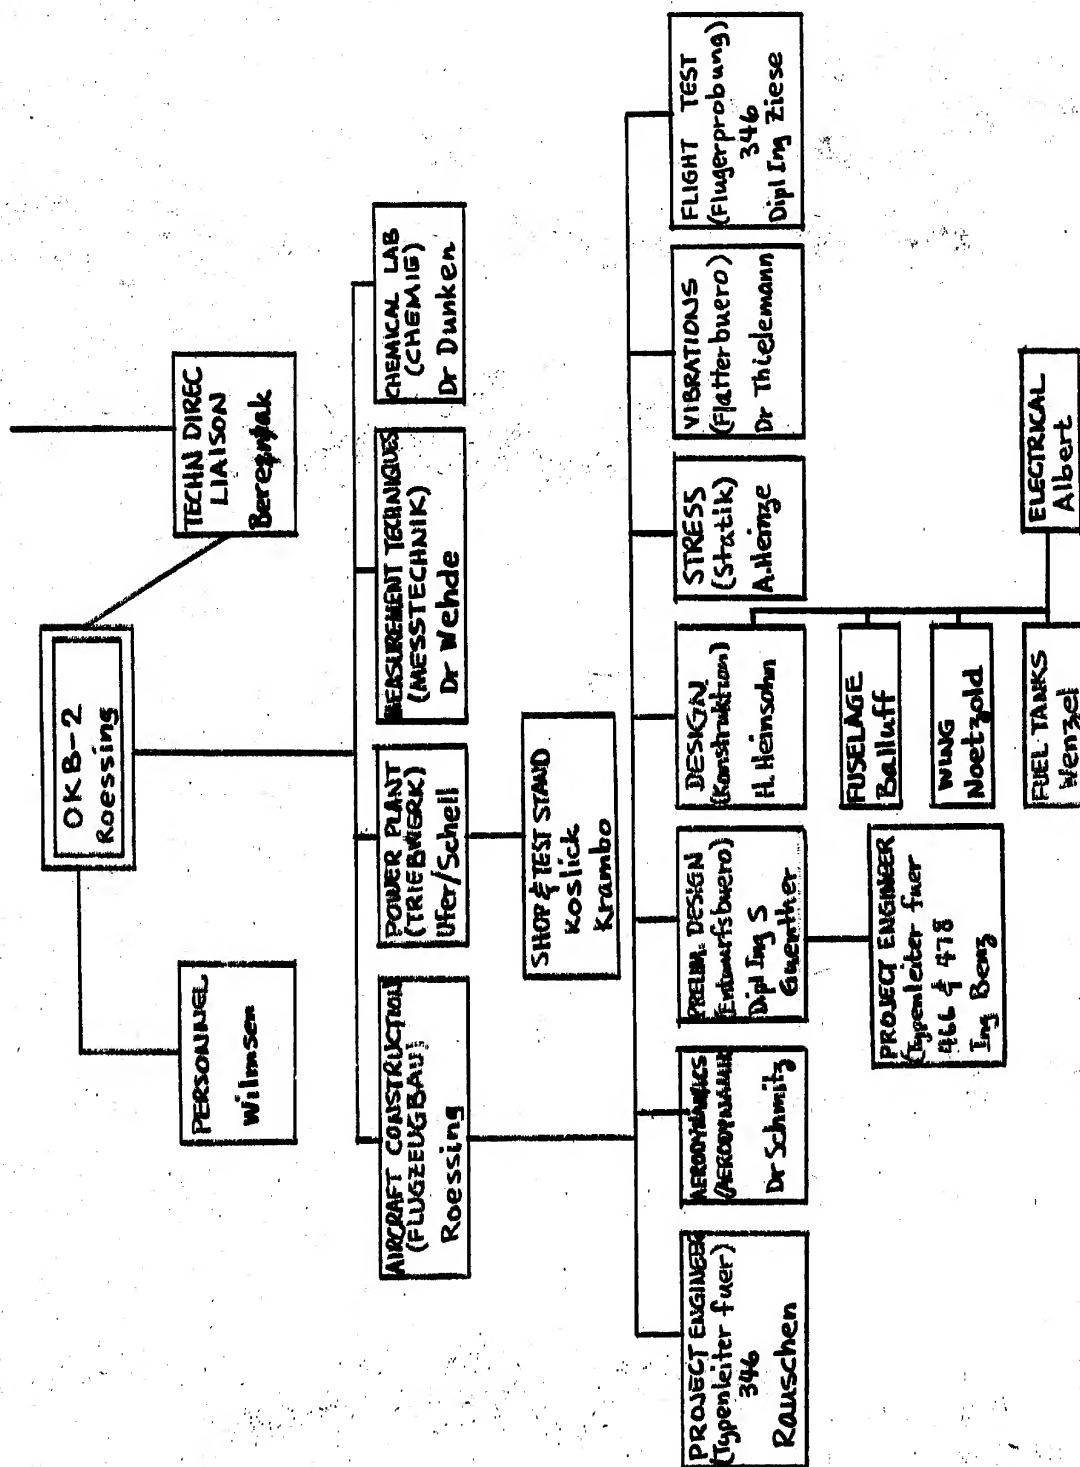 OKB-2
Roessing
TECHN DIREC
LIAISON
PERSONNEL
Wilmsen
AIRCRAFT CONSTRUCTION
(FLUGZEUGBAU)
Roessing
POWER PLANT
(TRIEBWERK)
Ufer/Schell
MEASUREMENT TECHNIQUES
(MESSTECHNIK)
Dr Wehde
CHEMICAL LAB
(CHEMIE)
Dr Dunken
SHOP & TEST STAND
Koslick
Krambo
PROJECT ENGINEER
(Typenleiter fuer)
346
Rauschen
AERODYNAMICS
(AERODYNAMIK
Dr Schmitz
PRELIM. DESIGN
(Entwurfsbuero)
Dipl Ing S
Guenther
DESIGN
(Konstruktion)
H. Heinsohn
STRESS
(Statik)
A. Heinze
VIBRATIONS
(Flatterbuero)
Dr Thielemann
FLIGHT TEST
(Flugerprobung)
346
Dipl Ing Ziese
PROJECT ENGINEER
(Typenleiter fuer
466 & 478
Ing Benz
FUSELAGE
Balluff
WING
Noetzold
FUEL TANKS
Wenzel
ELECTRICAL
Albert